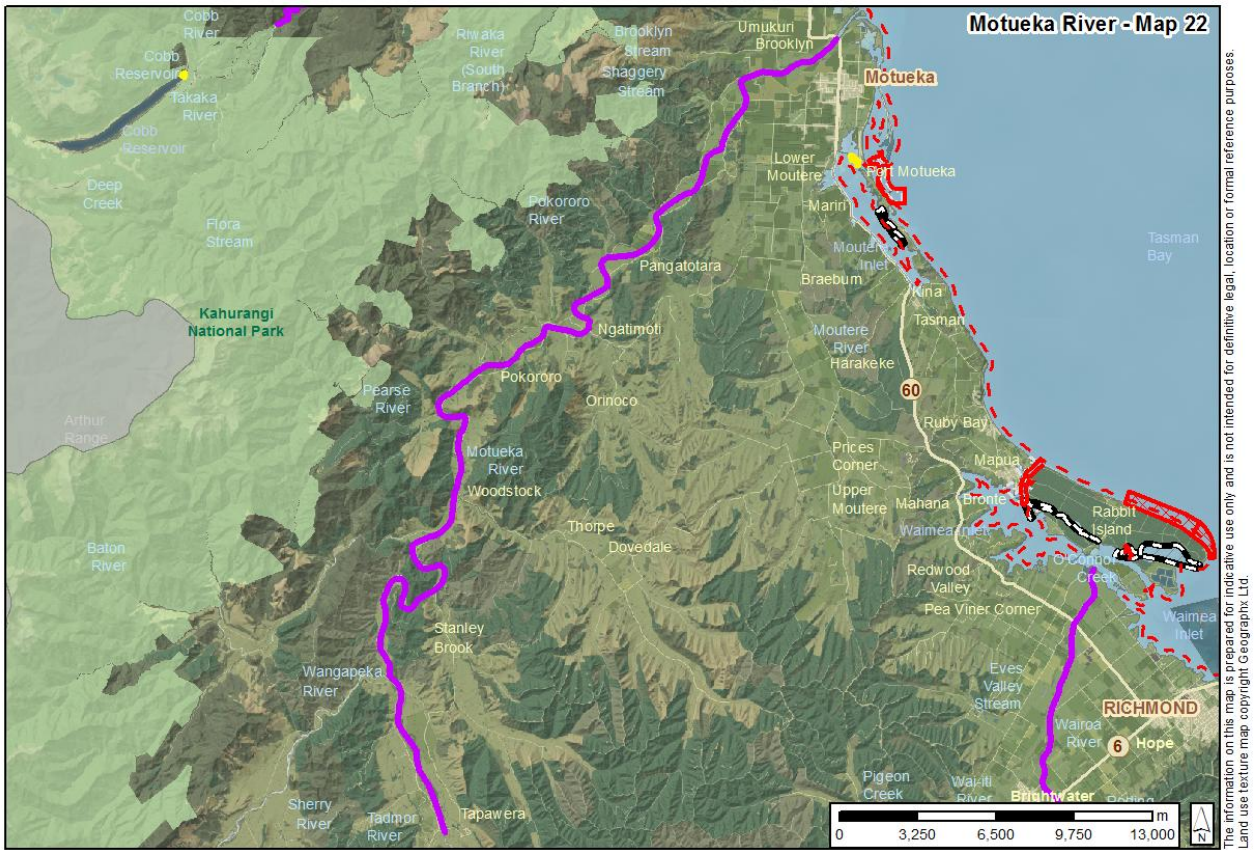 Motueka River - Map 22
Cobb
River
Cobb
Reservoir
Takaka
River
Cobb
Reservoir
Deep
Creek
Flora
Stream
Riwaka
River
(South
Branch)
Brooklyn
Stream
Shaggery
Stream
Umukuri
Brooklyn
Motueka
Lower
Moutere
Port Motueka
Mariri
Moutere
Inlet
Tasman
Bay
Pokororo
River
Pangatotara
Braeburn
Kina
Tasman
Kahurangi
National Park
Ngatimoti
Moutere
River
Harakeke
Pokororo
Pearse
River
Orinoco
60
Arthur
Range
Ruby Bay
Motueka
River
Prices
Corner
Mapua
Woodstock
Upper
Moutere
Mahana
Bronte
Rabbit
Island
Thorpe
Waimea Inlet
Dovedale
Baton
River
O'Connor
Creek
Redwood
Valley
Pea Viner Corner
Waimea
Inlet
Stanley
Brook
Wangapeka
River
Eves
Valley
Stream
RICHMOND
Wairoa
River
6
Hope
Pigeon
Creek
Wai-iti
River
Brightwater
Sherry
River
Tadmor
River
Tapawera
m
0
3,250
6,500
9,750
13,000
N
The information on this map is prepared for indicative use only and is not intended for definitive legal, location or formal reference purposes.
Land use texture map copyright Geographx Ltd.